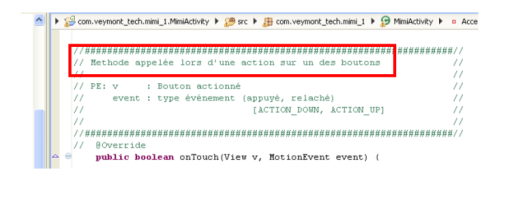 com.veymont_tech.mimi_1.MimiActivity src com.veymont_tech.mimi_1 MimiActivity Acce
//######################################################################//
// Methode appelée lors d'une action sur un des boutons //
// //
// PE: v : Bouton actionné //
// event : type évènement (appuyé, relaché) //
// [ACTION_DOWN, ACTION_UP] //
// //
//######################################################################//
// @Override
public boolean onTouch(View v, MotionEvent event) {